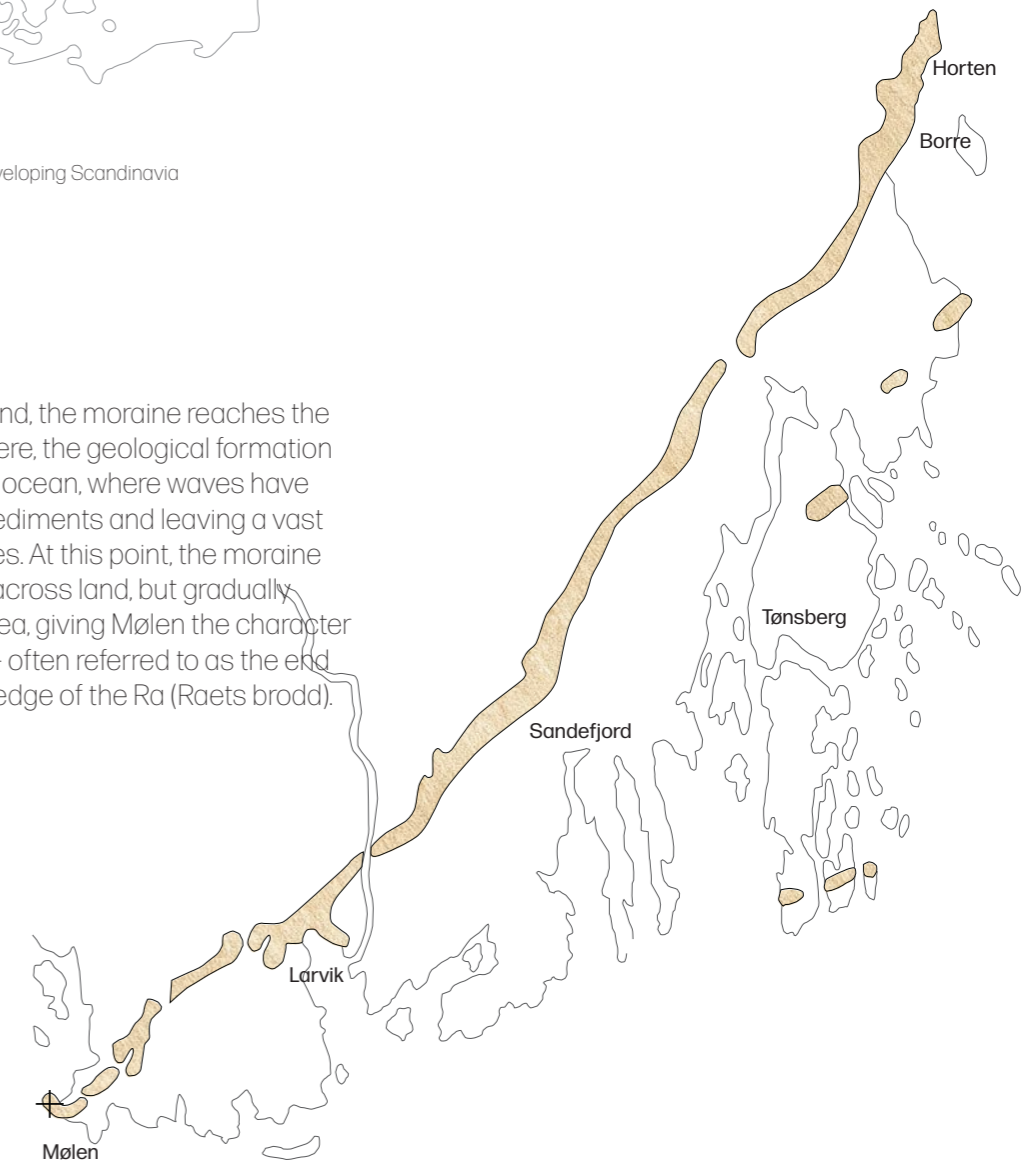 Horten
Borre
veloping Scandinavia
nd, the moraine reaches the
ere, the geological formation
ocean, where waves have
ediments and leaving a vast
es. At this point, the moraine
across land, but gradually
ea, giving Mølen the character
- often referred to as the end
edge of the Ra (Raets brodd).
Tønsberg
Sandefjord
Larvik
Mølen